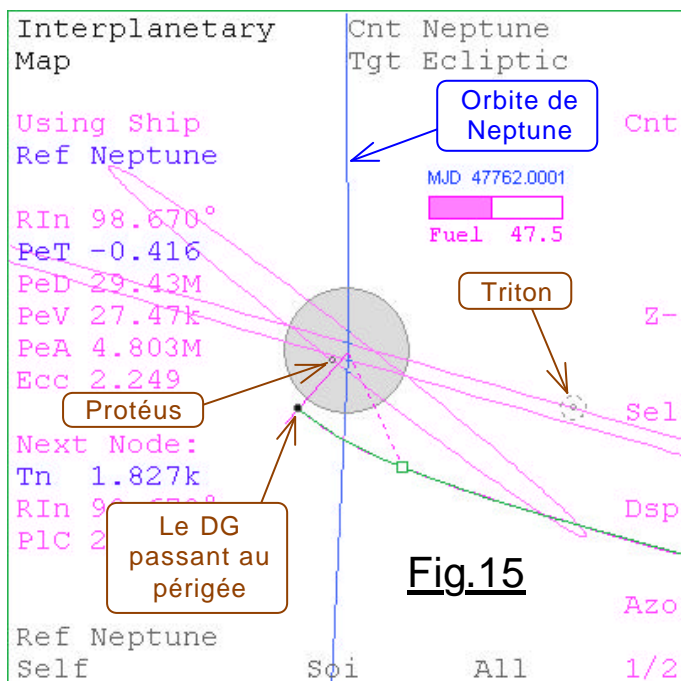 Interplanetary
Map
Cnt Neptune
Tgt Ecliptic
Orbite de
Neptune
Cnt
Using Ship
Ref Neptune
MJD 47762.0001
Fuel 47.5
RIn 98.670°
PeT -0.416
PeD 29.43M
PeV 27.47k
PeA 4.803M
Ecc 2.249
Triton
Z-
Protéus
Sel
Next Node:
Tn 1.827k
RIn
PlC 2
Le DG
passant au
périgée
Dsp
Fig.15
Azo
Ref Neptune
Self
Soi
All
1/2